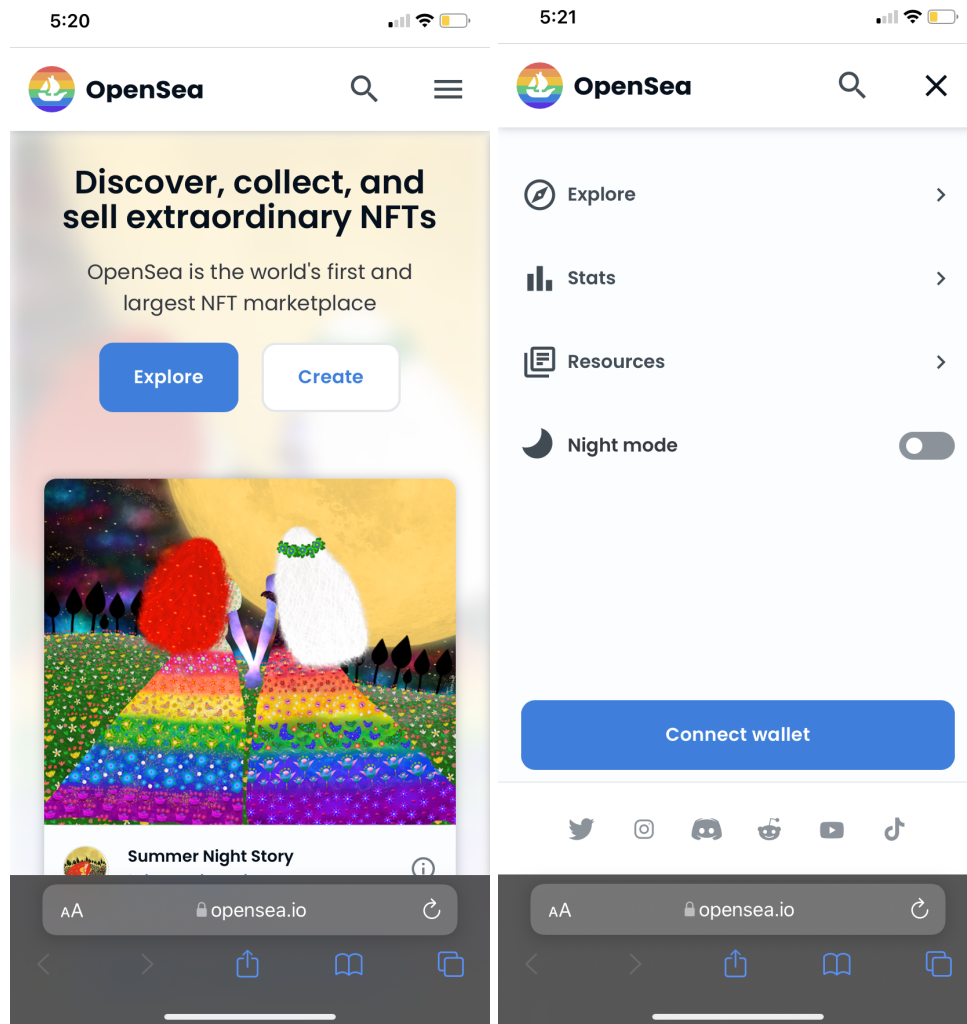 5:20
OpenSea
Discover, collect, and
sell extraordinary NFTs
OpenSea is the world's first and
largest NFT marketplace
Explore
Create
Summer Night Story
AA
opensea.io
5:21
OpenSea
Explore
Stats
Resources
Night mode
Connect wallet
AA
opensea.io